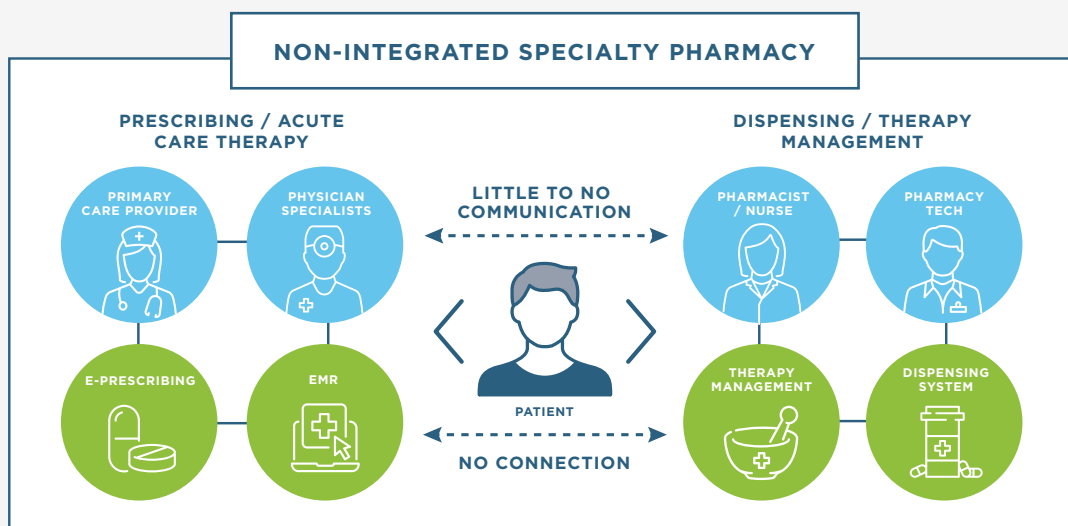 NON-INTEGRATED SPECIALTY PHARMACY
PRESCRIBING / ACUTE
CARE THERAPY
PRIMARY
CARE PROVIDER
PHYSICIAN
SPECIALISTS
E-PRESCRIBING
EMR
LITTLE TO NO
COMMUNICATION
PATIENT
NO CONNECTION
DISPENSING / THERAPY
MANAGEMENT
PHARMACIST
/ NURSE
PHARMACY
TECH
THERAPY
MANAGEMENT
DISPENSING
SYSTEM